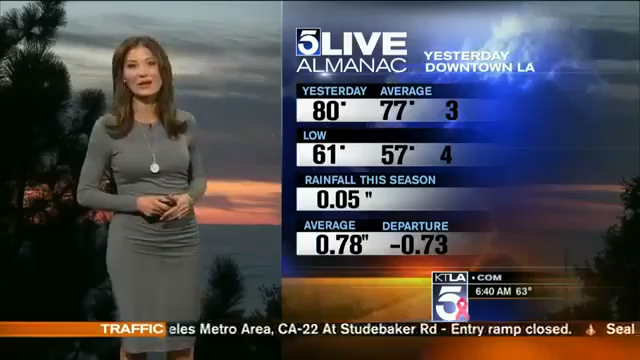 5 LIVE
ALMANAC
YESTERDAY
DOWNTOWN LA
YESTERDAY AVERAGE
80° 77° 3
LOW
61° 57° 4
RAINFALL THIS SEASON
0.05 "
AVERAGE DEPARTURE
0.78" -0.73
KTLA .COM
5
6:40 AM 63°
TRAFFIC eles Metro Area, CA-22 At Studebaker Rd - Entry ramp closed. Seal